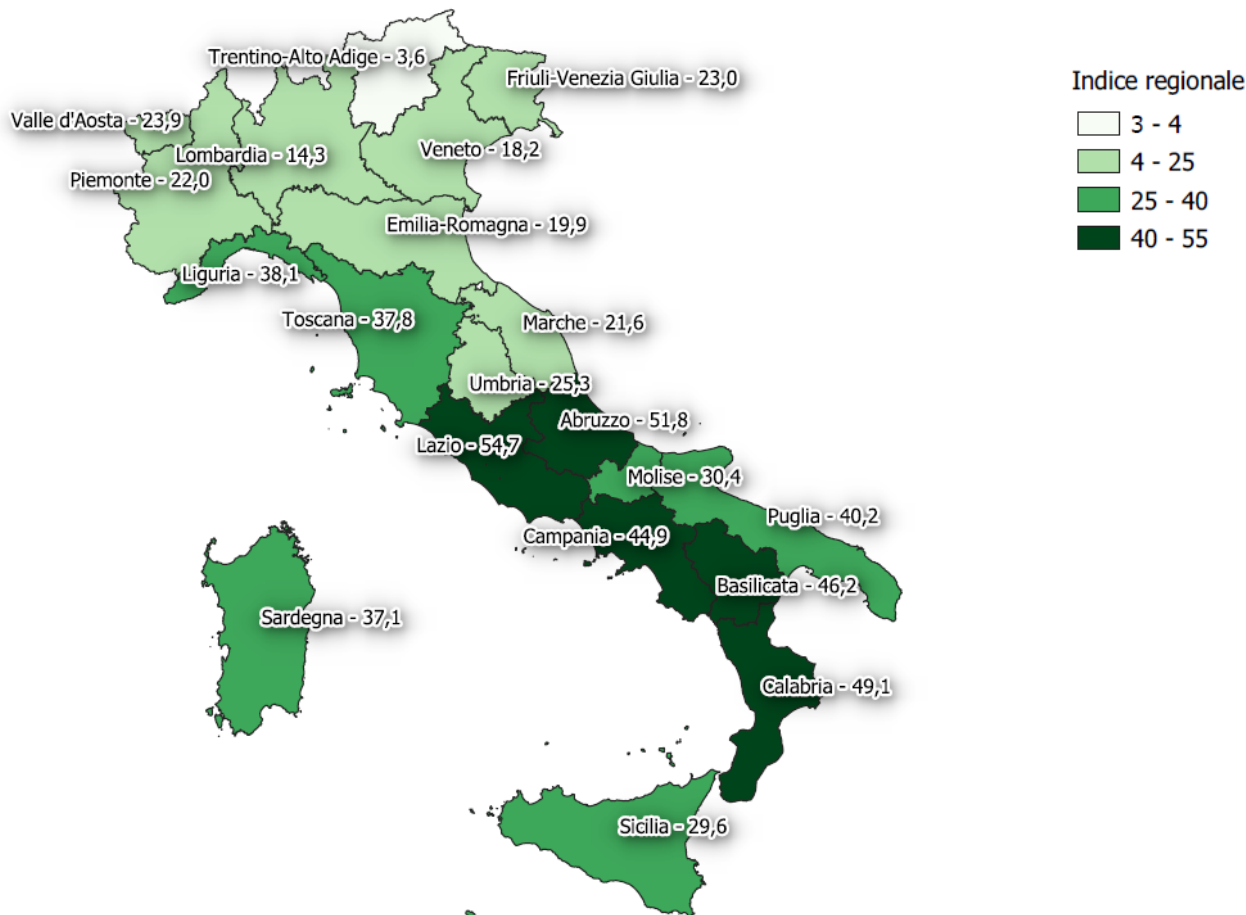 Trentino-Alto Adige - 3,6
Friuli-Venezia Giulia - 23,0
Valle d'Aosta - 23,9
Lombardia - 14,3
Veneto - 18,2
Piemonte - 22,0
Emilia-Romagna - 19,9
Liguria - 38,1
Toscana - 37,8
Marche - 21,6
Umbria - 25,3
Abruzzo - 51,8
Lazio - 54,7
Molise - 30,4
Puglia - 40,2
Campania - 44,9
Basilicata - 46,2
Sardegna - 37,1
Calabria - 49,1
Sicilia - 29,6
Indice regionale
3 - 4
4 - 25
25 - 40
40 - 55